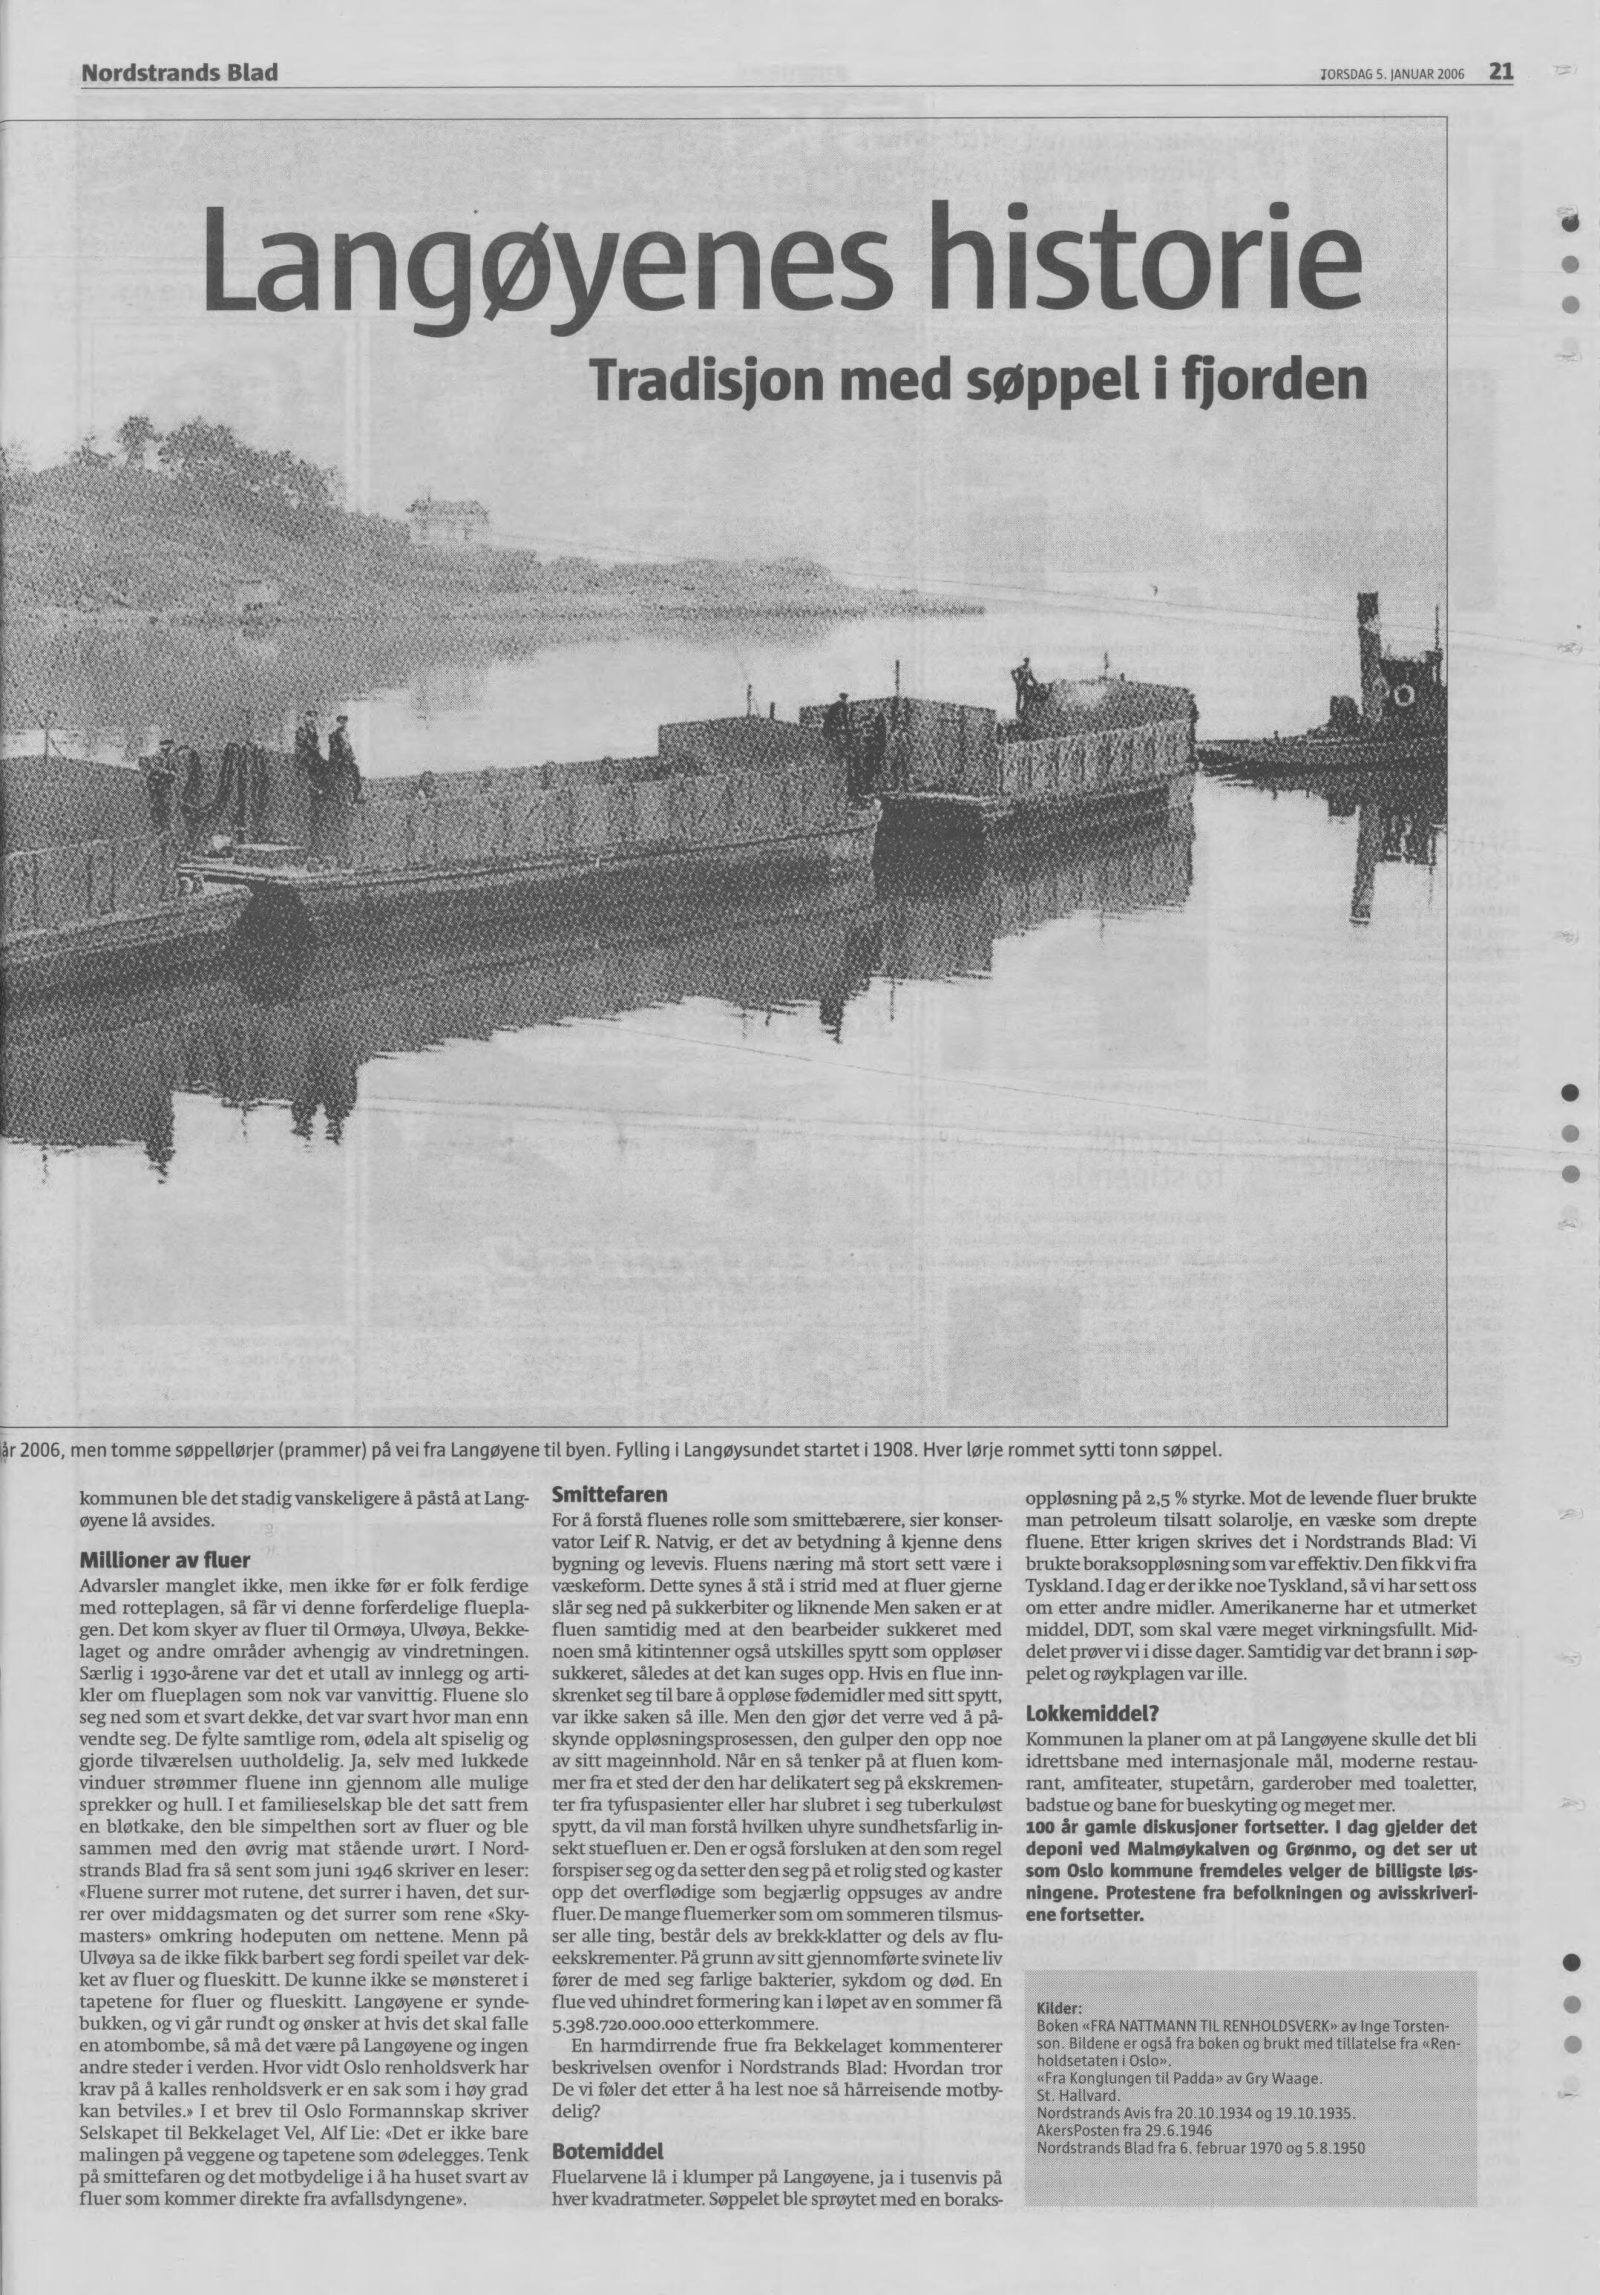 Nordstrands Blad
TORSDAG 5. JANUAR 2006 21
Langøyenes historie
Tradisjon med søppel i fjorden
år 2006, men tomme søppellørjer (prammer) på vei fra Langøyene til byen. Fylling i Langøysundet startet i 1908. Hver lørje rommet sytti tonn søppel.
kommunen ble det stadig vanskeligere å påstå at Lang-
øyene lå avsides.
Millioner av fluer
Advarsler manglet ikke, men ikke før er folk ferdige
med rotteplagen, så får vi denne forferdelige fluepla-
gen. Det kom skyer av fluer til Ormøya, Ulvøya, Bekke-
laget og andre områder avhengig av vindretningen.
Særlig i 1930-årene var det et utall av innlegg og arti-
kler om flueplagen som nok var vanvittig. Fluene slo
seg ned som et svart dekke, det var svart hvor man enn
vendte seg. De fylte samtlige rom, ødela alt spiselig og
gjorde tilværelsen uutholdelig. Ja, selv med lukkede
vinduer strømmer fluene inn gjennom alle mulige
sprekker og hull. I et familieselskap ble det satt frem
en bløtkake, den ble simpelthen sort av fluer og ble
sammen med den øvrig mat stående urørt. I Nord-
strands Blad fra så sent som juni 1946 skriver en leser:
«Fluene surrer mot rutene, det surrer i haven, det sur-
rer over middagsmaten og det surrer som rene «Sky-
masters» omkring hodeputen om nettene. Menn på
Ulvøya sa de ikke fikk barbert seg fordi speilet var dek-
ket av fluer og flueskitt. De kunne ikke se mønsteret i
tapetene for fluer og flueskitt. Langøyene er synde-
bukken, og vi går rundt og ønsker at hvis det skal falle
en atombombe, så må det være på Langøyene og ingen
andre steder i verden. Hvor vidt Oslo renholdsverk har
krav på å kalles renholdsverk er en sak som i høy grad
kan betviles.» I et brev til Oslo Formannskap skriver
Selskapet til Bekkelaget Vel, Alf Lie: «Det er ikke bare
malingen på veggene og tapetene som ødelegges. Tenk
på smittefaren og det motbydelige i å ha huset svart av
fluer som kommer direkte fra avfallsdyngene».
Smittefaren
For å forstå fluenes rolle som smittebærere, sier konser-
vator Leif R. Natvig, er det av betydning å kjenne dens
bygning og levevis. Fluens næring må stort sett være i
væskeform. Dette synes å stå i strid med at fluer gjerne
slår seg ned på sukkerbiter og liknende Men saken er at
fluen samtidig med at den bearbeider sukkeret med
noen små kitintenner også utskilles spytt som oppløser
sukkeret, således at det kan suges opp. Hvis en flue inn-
skrenket seg til bare å oppløse fødemidler med sitt spytt,
var ikke saken så ille. Men den gjør det verre ved å på-
skynde oppløsningsprosessen, den gulper den opp noe
av sitt mageinnhold. Når en så tenker på at fluen kom-
mer fra et sted der den har delikatert seg på ekskremen-
ter fra tyfuspasienter eller har slubret i seg tuberkuløst
spytt, da vil man forstå hvilken uhyre sundhetsfarlig in-
sekt stuefluen er. Den er også forsluken at den som regel
forspiser seg og da setter den seg på et rolig sted og kaster
opp det overflødige som begjærlig oppsuges av andre
fluer. De mange fluemerker som om sommeren tilsmus-
ser alle ting, består dels av brekk-klatter og dels av flu-
eekskrementer. På grunn av sitt gjennomførte svinete liv
fører de med seg farlige bakterier, sykdom og død. En
flue ved uhindret formering kan i løpet av en sommer få
5.398.720.000.000 etterkommere.
En harmdirrende frue fra Bekkelaget kommenterer
beskrivelsen ovenfor i Nordstrands Blad: Hvordan tror
De vi føler det etter å ha lest noe så hårreisende motby-
delig?
Botemiddel
Fluelarvene lå i klumper på Langøyene, ja i tusenvis på
hver kvadratmeter. Søppelet ble sprøytet med en boraks-
oppløsning på 2,5 % styrke. Mot de levende fluer brukte
man petroleum tilsatt solarolje, en væske som drepte
fluene. Etter krigen skrives det i Nordstrands Blad: Vi
brukte boraksoppløsning som var effektiv. Den fikk vi fra
Tyskland. I dag er der ikke noe Tyskland, så vi har sett oss
om etter andre midler. Amerikanerne har et utmerket
middel, DDT, som skal være meget virkningsfullt. Mid-
delet prøver vi i disse dager. Samtidig var det brann i søp-
pelet og røykplagen var ille.
Lokkemiddel?
Kommunen la planer om at på Langøyene skulle det bli
idrettsbane med internasjonale mål, moderne restau-
rant, amfiteater, stupetårn, garderober med toaletter,
badstue og bane for bueskyting og meget mer.
100 år gamle diskusjoner fortsetter. I dag gjelder det
deponi ved Malmøykalven og Grønmo, og det ser ut
som Oslo kommune fremdeles velger de billigste løs-
ningene. Protestene fra befolkningen og avisskriveri-
ene fortsetter.
Kilder:
Boken «FRA NATTMANN TIL RENHOLDSVERK» av Inge Torsten-
son. Bildene er også fra boken og brukt med tillatelse fra «Ren-
holdsetaten i Oslo».
«Fra Konglungen til Padda» av Gry Waage.
St. Hallvard.
Nordstrands Avis fra 20.10.1934 og 19.10.1935.
AkersPosten fra 29.6.1946
Nordstrands Blad fra 6. februar 1970 og 5.8.1950